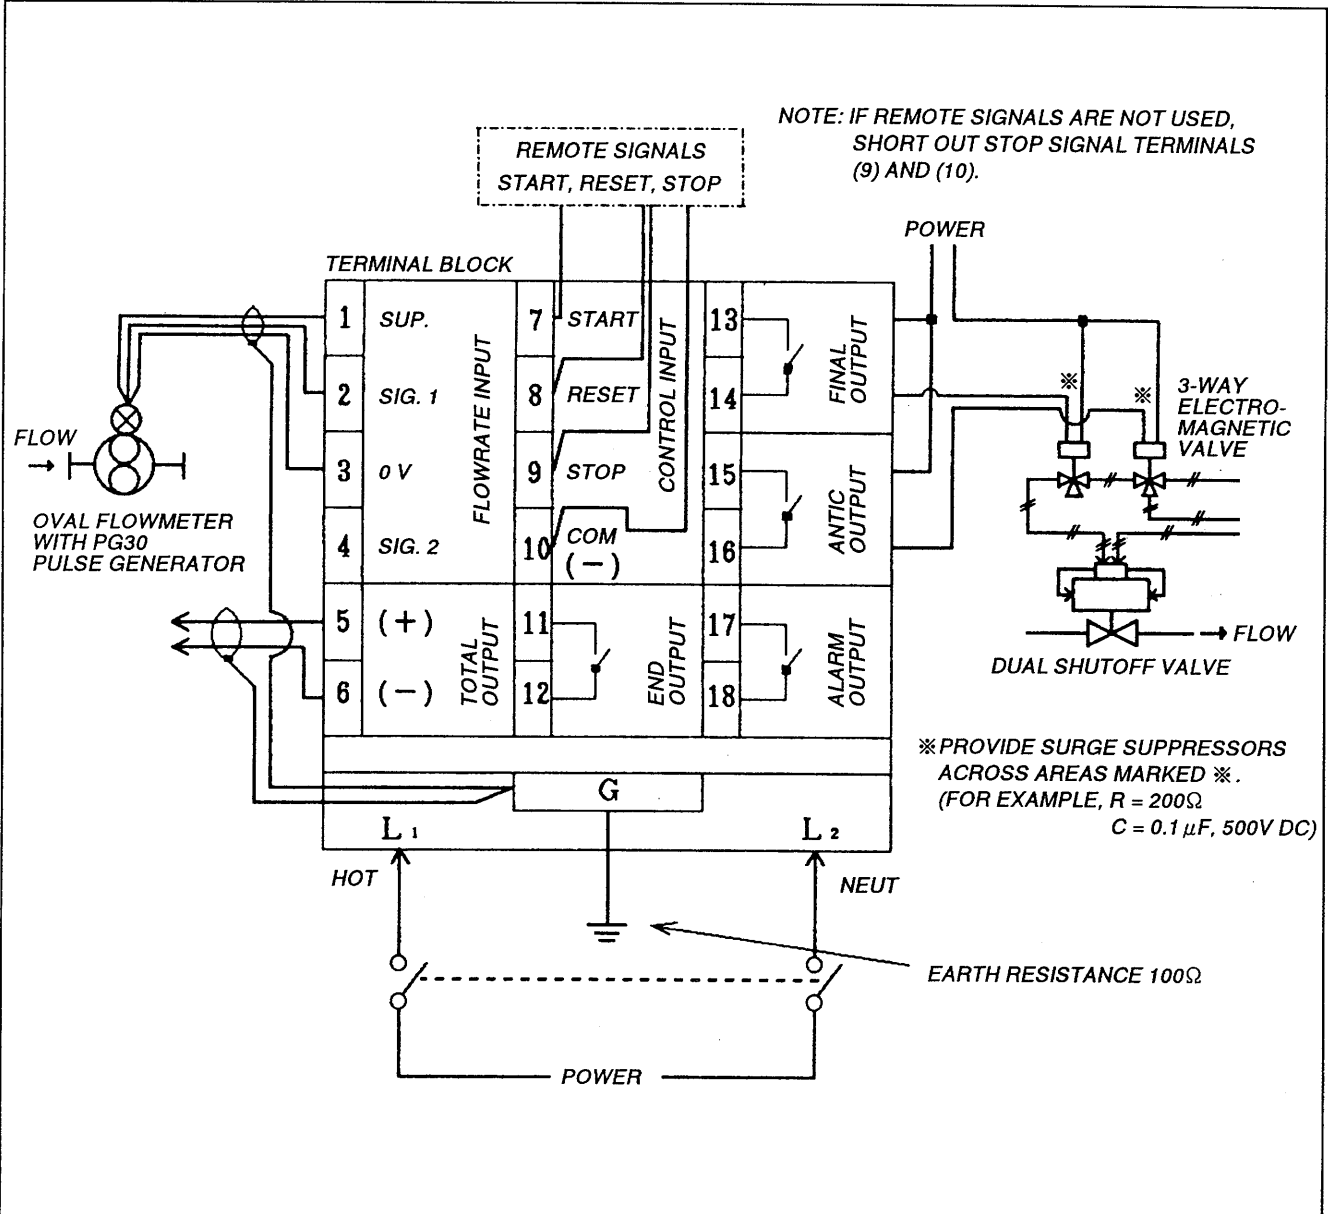 NOTE: IF REMOTE SIGNALS ARE NOT USED,
SHORT OUT STOP SIGNAL TERMINALS
(9) AND (10).
REMOTE SIGNALS
START, RESET, STOP
POWER
TERMINAL BLOCK
1 SUP.
2 SIG. 1
3 0 V
4 SIG. 2
FLOWRATE INPUT
7 START
8 RESET
9 STOP
10 COM
(−)
CONTROL INPUT
13
14
FINAL
OUTPUT
15
16
ANTIC
OUTPUT
5 (+)
6 (−)
TOTAL
OUTPUT
11
12
END
OUTPUT
17
18
ALARM
OUTPUT
FLOW
OVAL FLOWMETER
WITH PG30
PULSE GENERATOR
※
※
3-WAY
ELECTRO-
MAGNETIC
VALVE
FLOW
DUAL SHUTOFF VALVE
※PROVIDE SURGE SUPPRESSORS
ACROSS AREAS MARKED ※.
(FOR EXAMPLE, R = 200Ω
C = 0.1 μF, 500V DC)
G
L 1
L 2
HOT
NEUT
EARTH RESISTANCE 100Ω
POWER